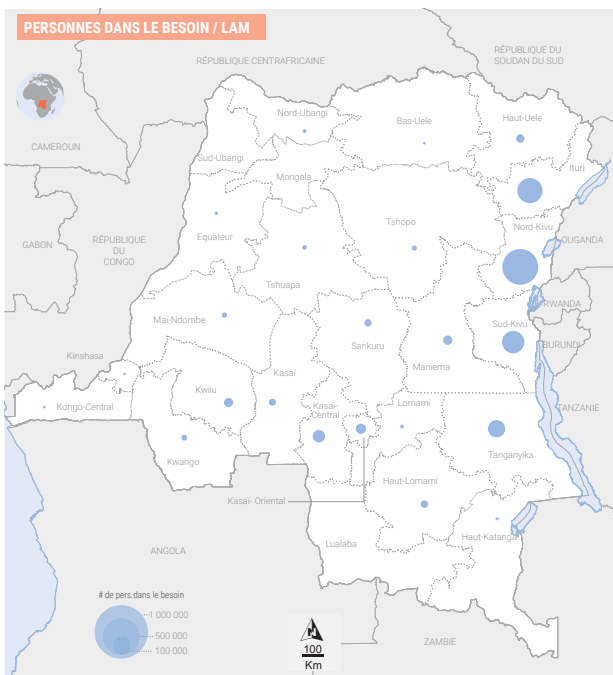 PERSONNES DANS LE BESOIN / LAM
RÉPUBLIQUE DU
SOUDAN DU SUD
RÉPUBLIQUE CENTRAFRICAINE
CAMEROUN
Nord-Ubangi
Bas-Uele
Haut-Uele
Sud-Ubangi
Ituri
Mongala
Tshopo
Nord-Kivu
Equateur
GABON
RÉPUBLIQUE
DU
CONGO
OUGANDA
Tshuapa
RWANDA
Maï-Ndombe
Sankuru
Sud-Kivu
BURUNDI
Kinshasa
Maniema
Kasaï
Kwilu
Kongo-Central
Kasaï-
Central
Lomami
TANZANIE
Kwango
Tanganyika
Haut-Lomami
Kasaï- Oriental
Haut-Katanga
Lualaba
ANGOLA
# de pers.dans le besoin
1 000 000
500 000
100 000
N
100
Km
ZAMBIE